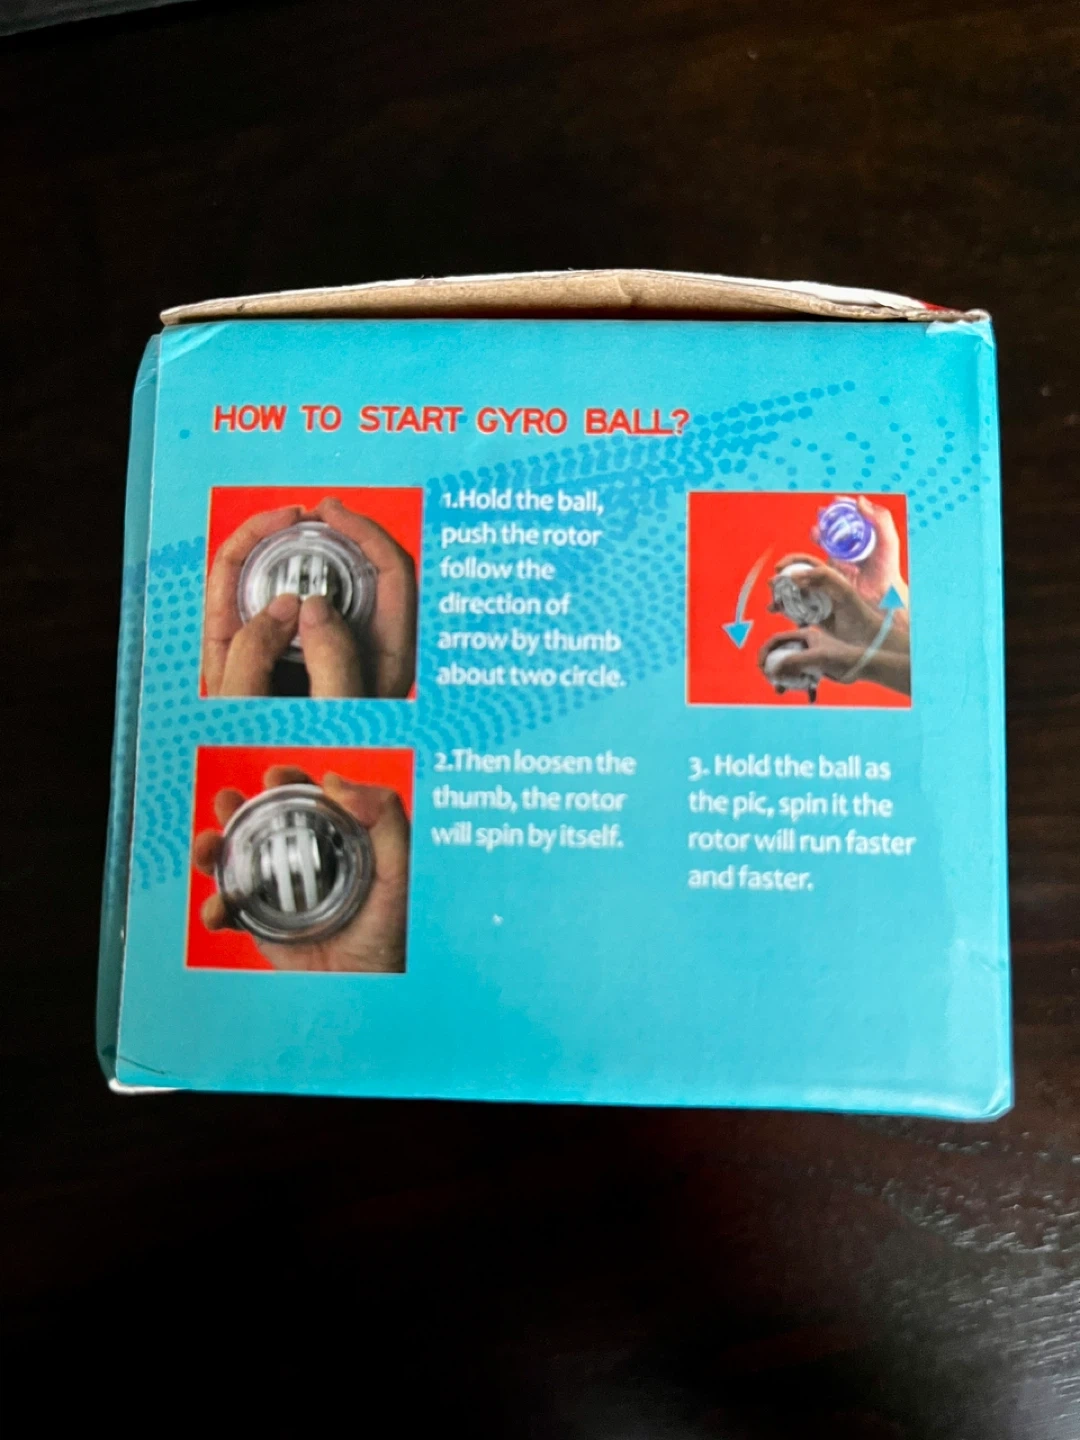 HOW TO START GYRO BALL?
1.Hold the ball,
push the rotor
follow the
direction of
arrow by thumb
about two circle.
2.Then loosen the
thumb, the rotor
will spin by itself.
3. Hold the ball as
the pic, spin it the
rotor will run faster
and faster.